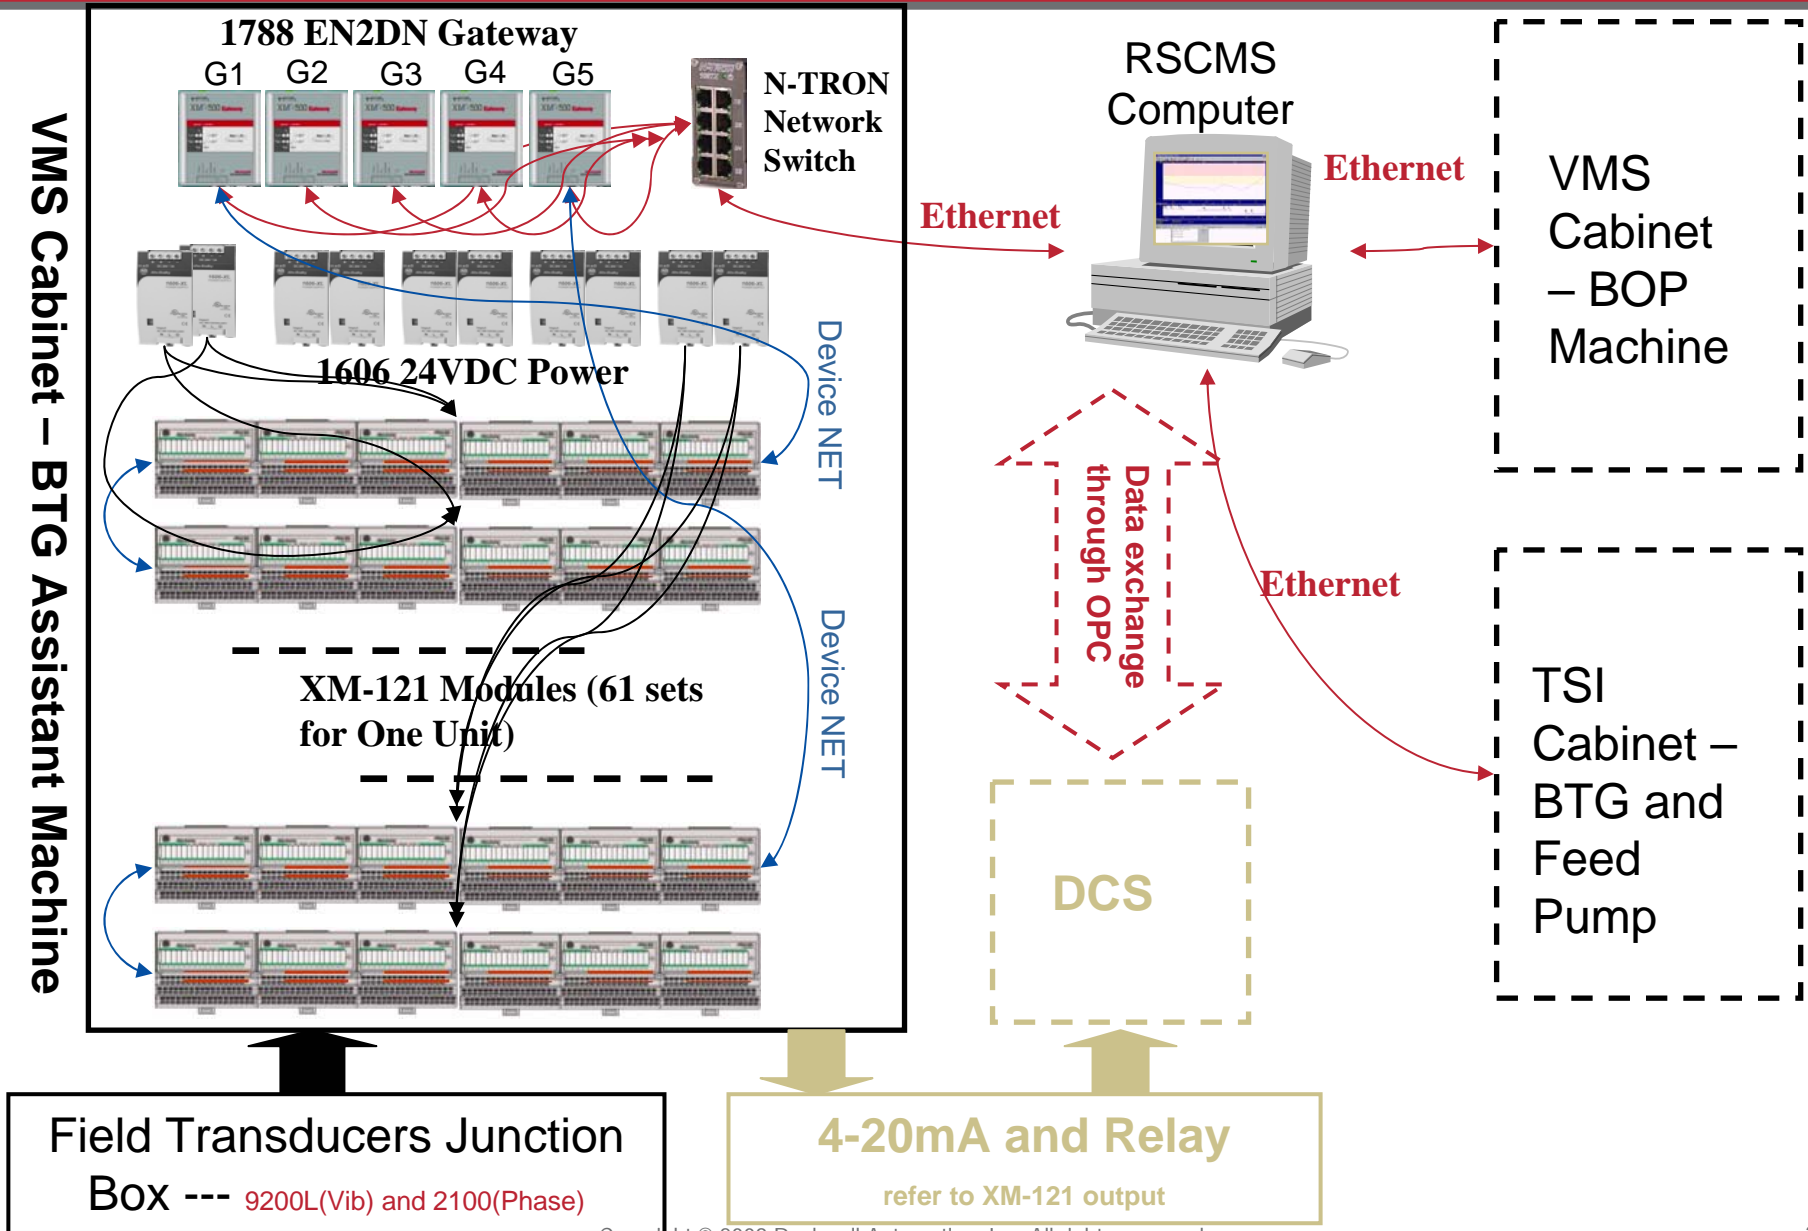 1788 EN2DN Gateway
G1 G2 G3 G4 G5
N-TRON
Network
Switch
RSCMS
Computer
Ethernet
Ethernet
VMS
Cabinet
– BOP
Machine
VMS Cabinet – BTG Assistant Machine
1606 24VDC Power
Device NET
Device NET
Data exchange
through OPC
Ethernet
XM-121 Modules (61 sets
for One Unit)
TSI
Cabinet –
BTG and
Feed
Pump
DCS
Field Transducers Junction
Box --- 9200L(Vib) and 2100(Phase)
4-20mA and Relay
refer to XM-121 output